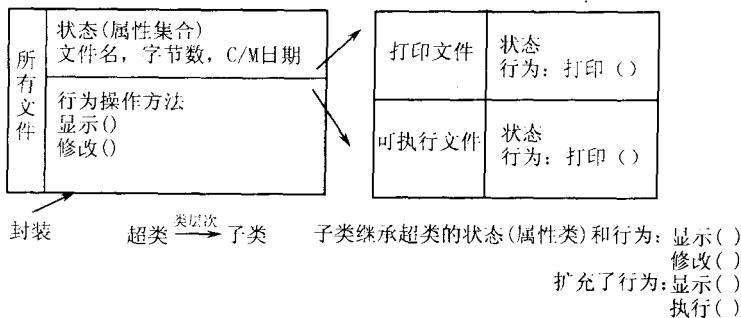 所有文件
状态(属性集合)
文件名，字节数，C/M日期
行为操作方法
显示()
修改()
打印文件
状态
行为：打印（）
可执行文件
状态
行为：打印（）
封装
超类 类层次 子类
子类继承超类的状态(属性类)和行为：显示( )
修改( )
扩充了行为：显示( )
执行( )